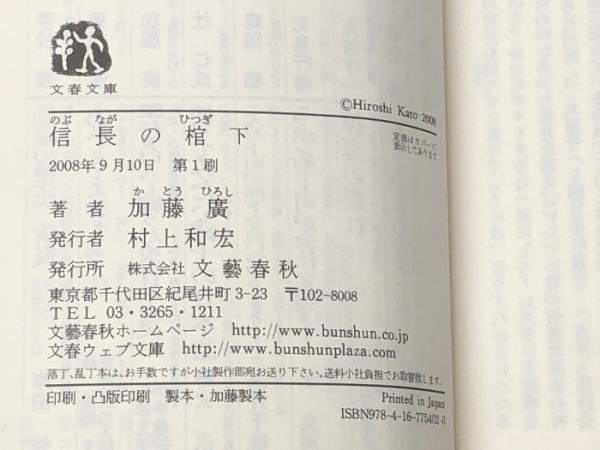 文春文庫
©Hiroshi Kato 2008
のぶ なが ひつぎ
信長の棺 下
定価はカバーに
表示してあります
2008年9月10日 第1刷
か とう ひろし
著者 加藤 廣
発行者 村上和宏
発行所 株式会社 文藝春秋
東京都千代田区紀尾井町3-23 〒102-8008
TEL 03・3265・1211
文藝春秋ホームページ http://www.bunshun.co.jp
文春ウェブ文庫 http://www.bunshunplaza.com
落丁、乱丁本は、お手数ですが小社製作部宛お送り下さい。送料小社負担でお取替致します。
印刷・凸版印刷 製本・加藤製本
Printed in Japan
ISBN978-4-16-775402-0